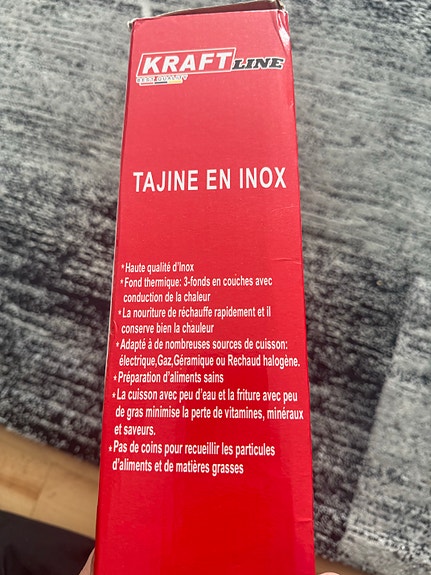 KRAFT LINE
TAJINE EN INOX
*Haute qualité d'Inox
*Fond thermique: 3-fonds en couches avec
conduction de la chaleur
*La nouriture de réchauffe rapidement et il
conserve bien la chauleur
*Adapté à de nombreuses sources de cuisson:
électrique,Gaz,Géramique ou Rechaud halogène.
*Préparation d'aliments sains
*La cuisson avec peu d'eau et la friture avec peu
de gras minimise la perte de vitamines, minéraux
et saveurs.
*Pas de coins pour recueillir les particules
d'aliments et de matières grasses